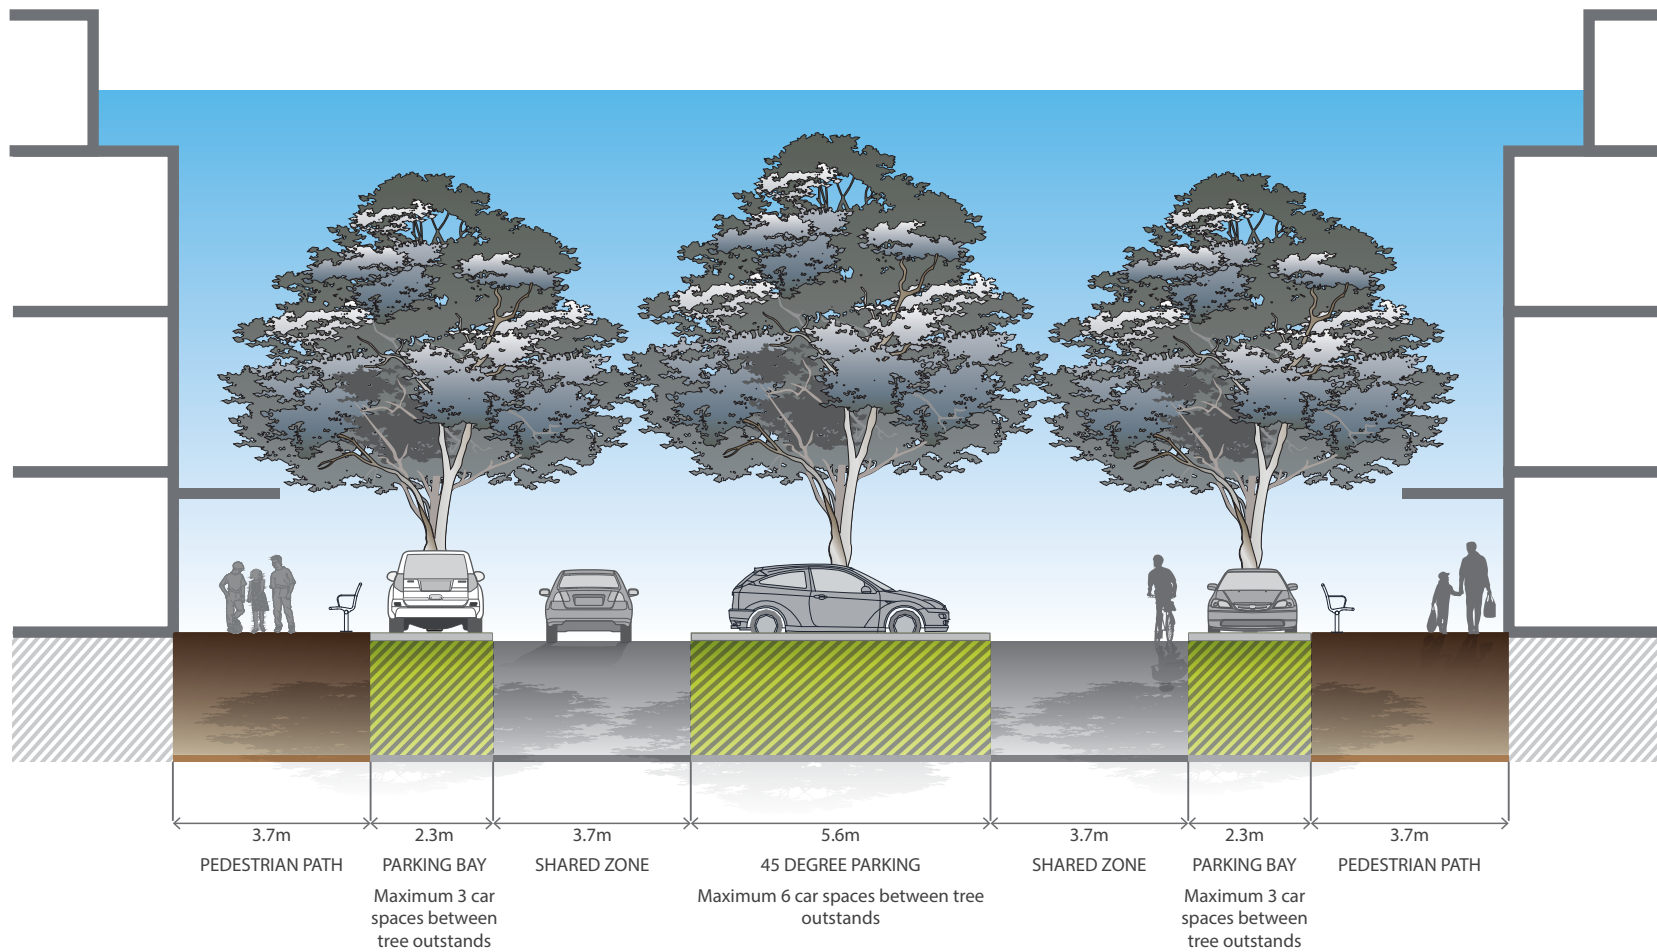 3.7m
2.3m
3.7m
5.6m
3.7m
2.3m
3.7m
PEDESTRIAN PATH
PARKING BAY
SHARED ZONE
45 DEGREE PARKING
SHARED ZONE
PARKING BAY
PEDESTRIAN PATH
Maximum 3 car
spaces between
tree outstands
Maximum 6 car spaces between tree
outstands
Maximum 3 car
spaces between
tree outstands